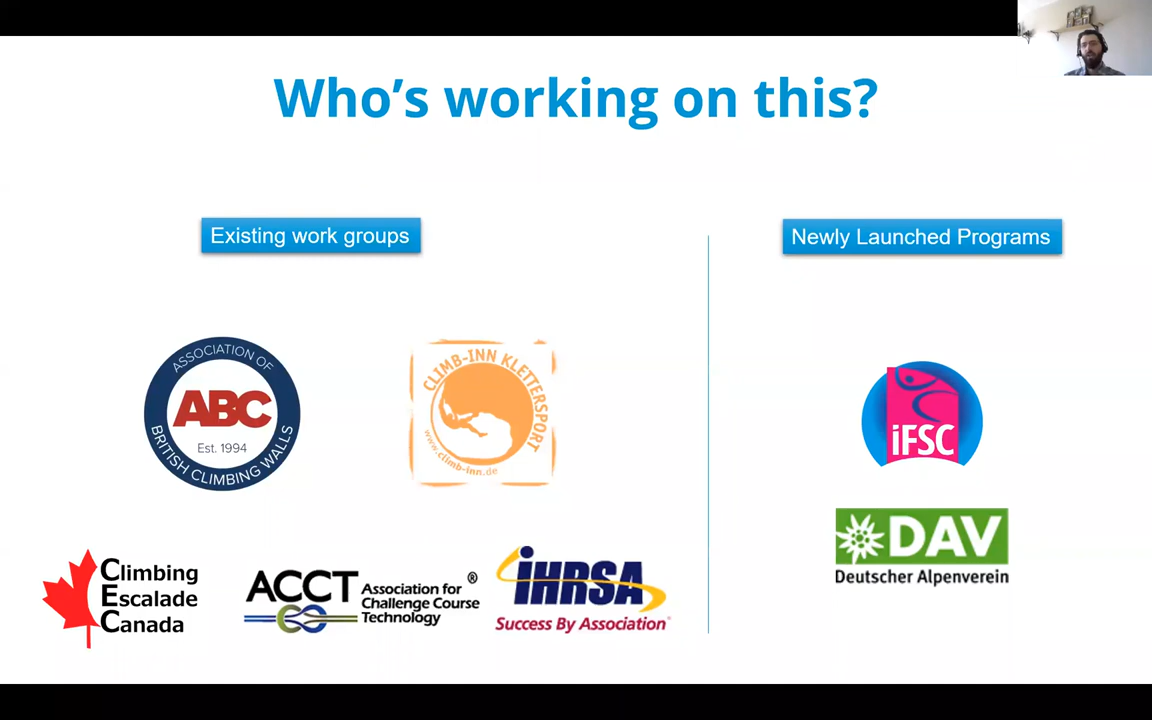 Who's working on this?
Existing work groups
Newly Launched Programs
ASSOCIATION OF
ABC
Est. 1994
BRITISH CLIMBING WALLS
CLIMB-INN KLETTERSPORT
www.climb-inn.de
iFSC
DAV
Deutscher Alpenverein
Climbing
Escalade
Canada
ACCT
Association for
Challenge Course
Technology
®
iHRSA
Success By Association
®